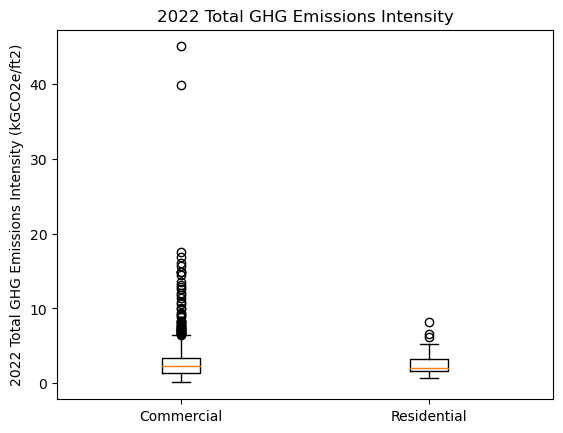 2022 Total GHG Emissions Intensity
2022 Total GHG Emissions Intensity (kGCO2e/ft2)
40
30
20
10
0
Commercial Residential